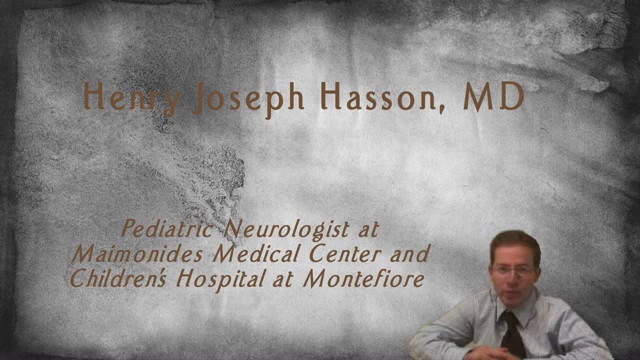 Henry Joseph Hasson, MD
Pediatric Neurologist at
Maimonides Medical Center and
Children's Hospital at Montefiore